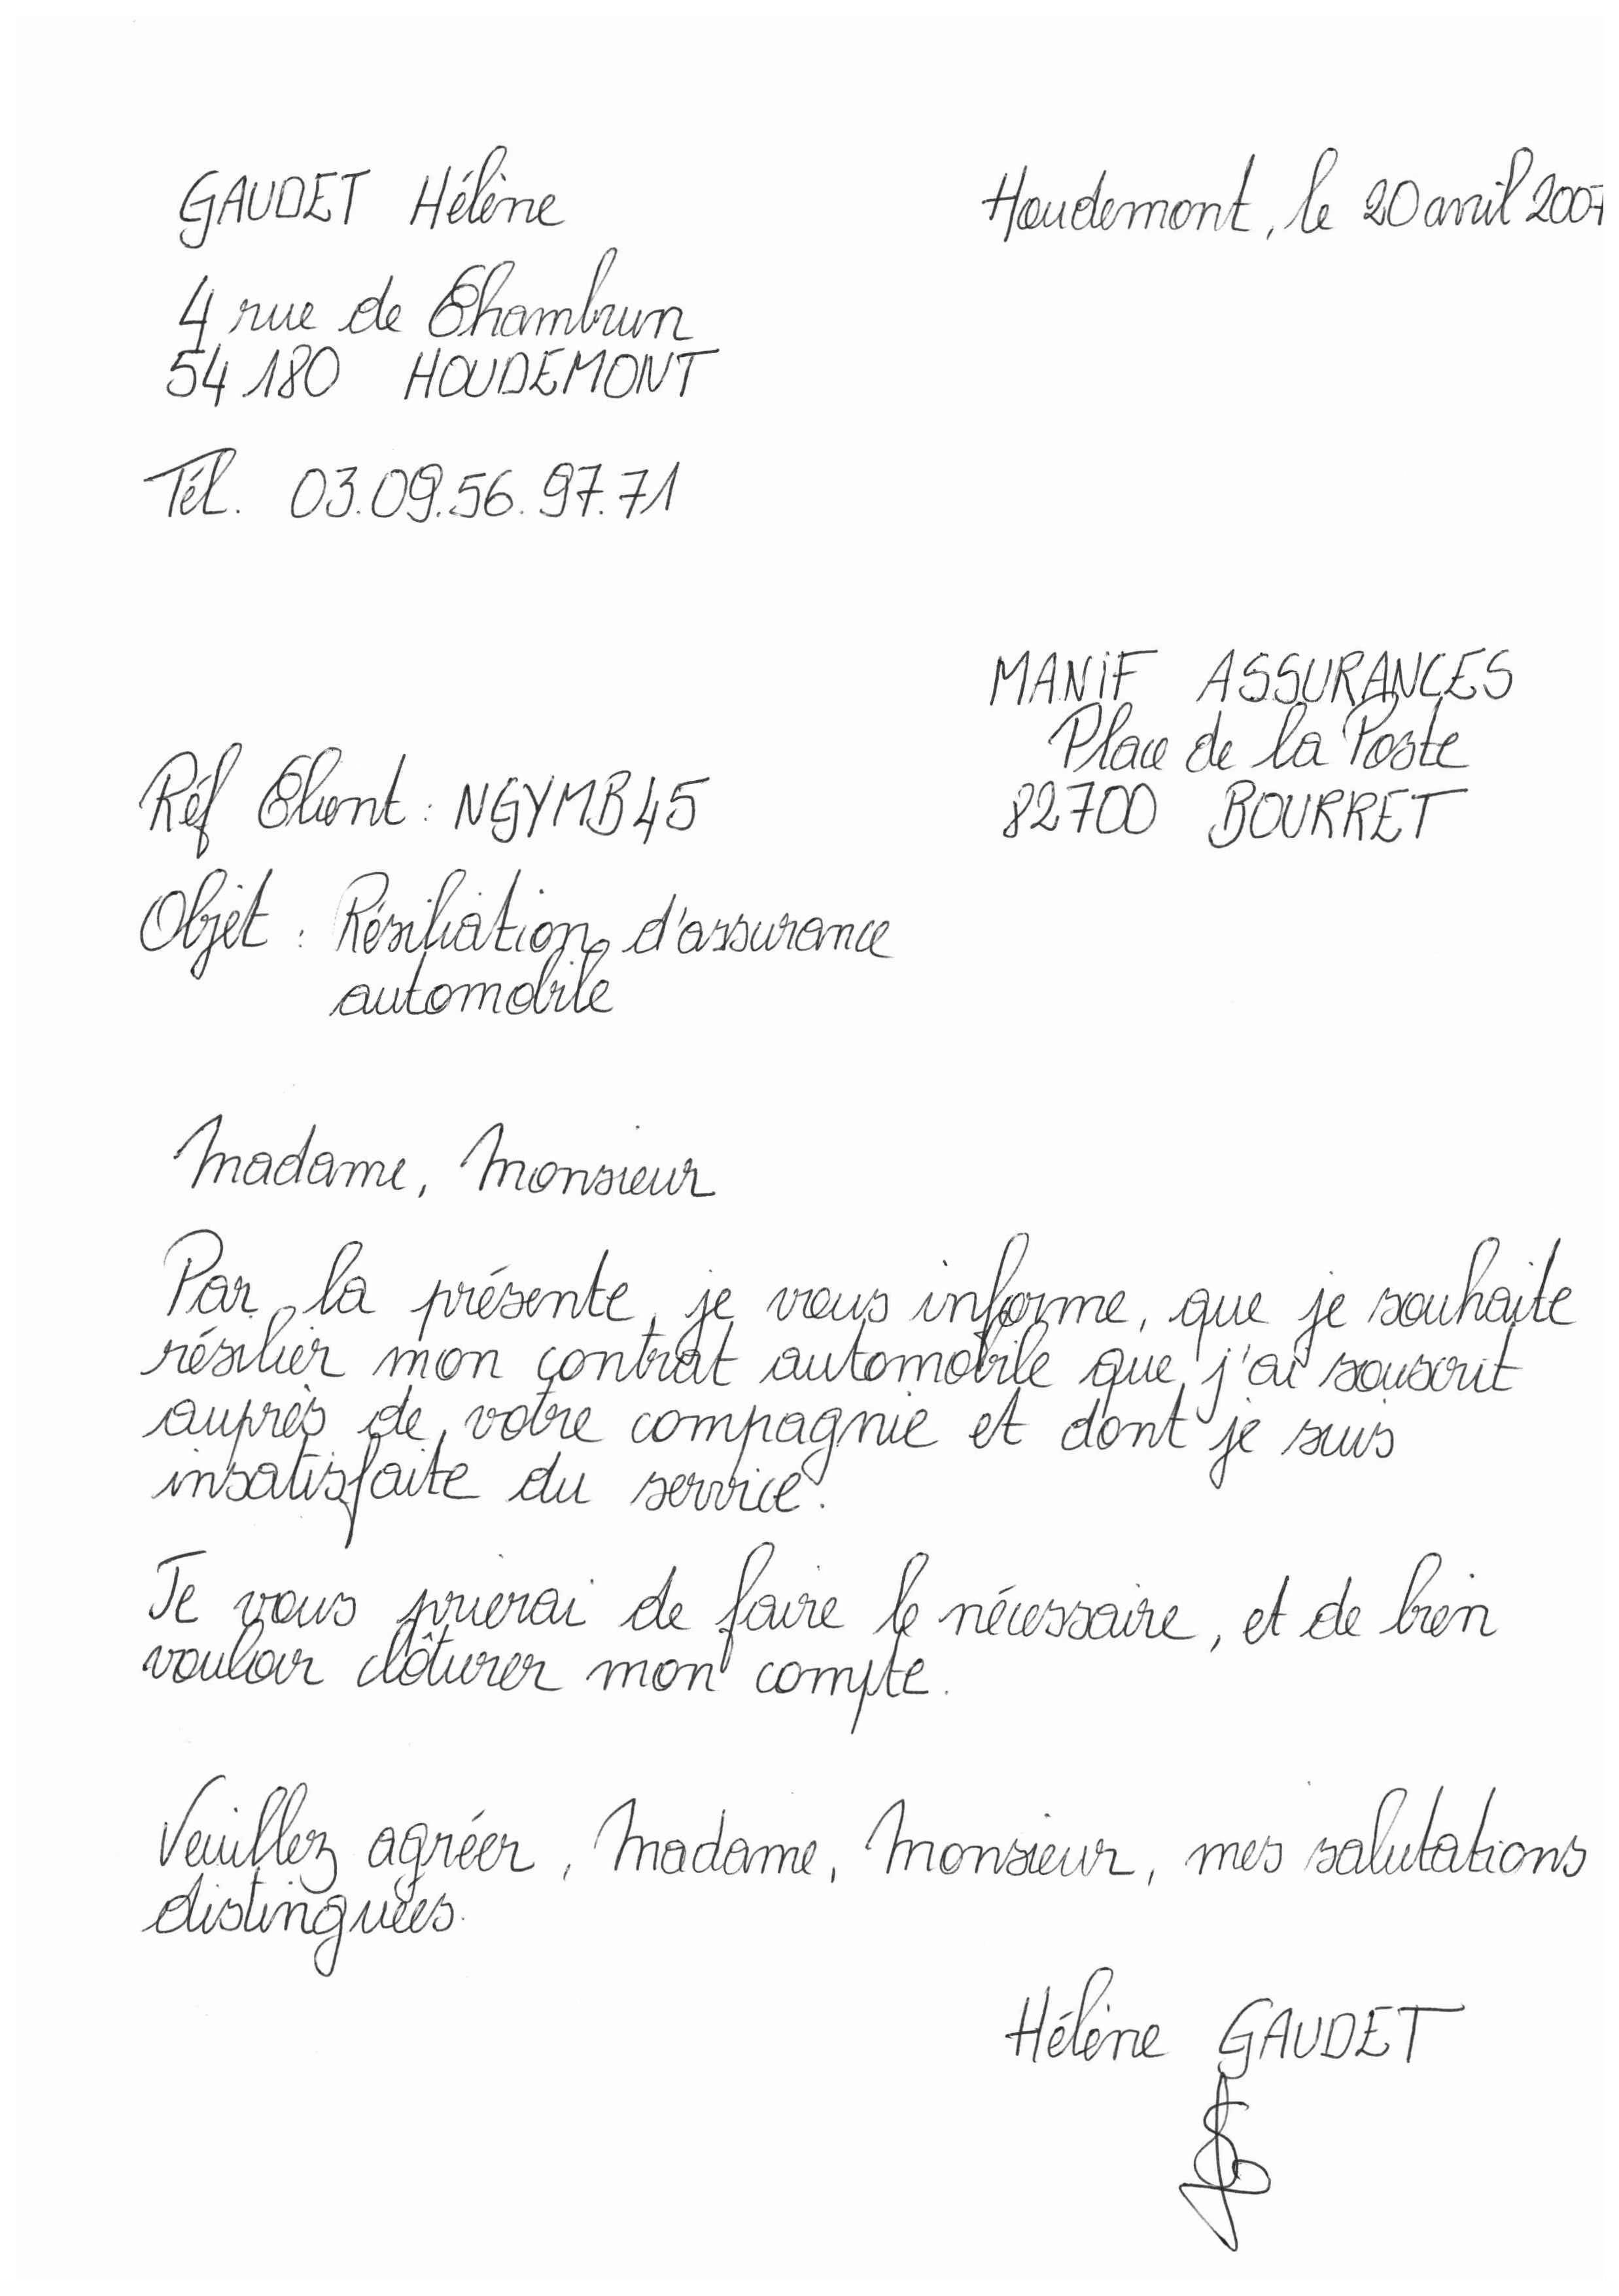 GAUDET Hélène
Houdemont, le 20 avril 2007
4 rue de Chambrun
54180 HOUDEMONT
Tél. 03.09.56.97.71
MANIF ASSURANCES
Place de la Poste
82700 BOURRET
Réf Client : NGYMB45
Objet : Résiliation d'assurance
automobile
Madame, Monsieur
Par la présente, je vous informe, que je souhaite
résilier mon contrat automobile que j'ai souscrit
auprès de votre compagnie et dont je suis
insatisfaite du service.
Je vous prierai de faire le nécessaire, et de bien
vouloir clôturer mon compte.
Veuillez agréer, Madame, Monsieur, mes salutations
distinguées.
Hélène GAUDET